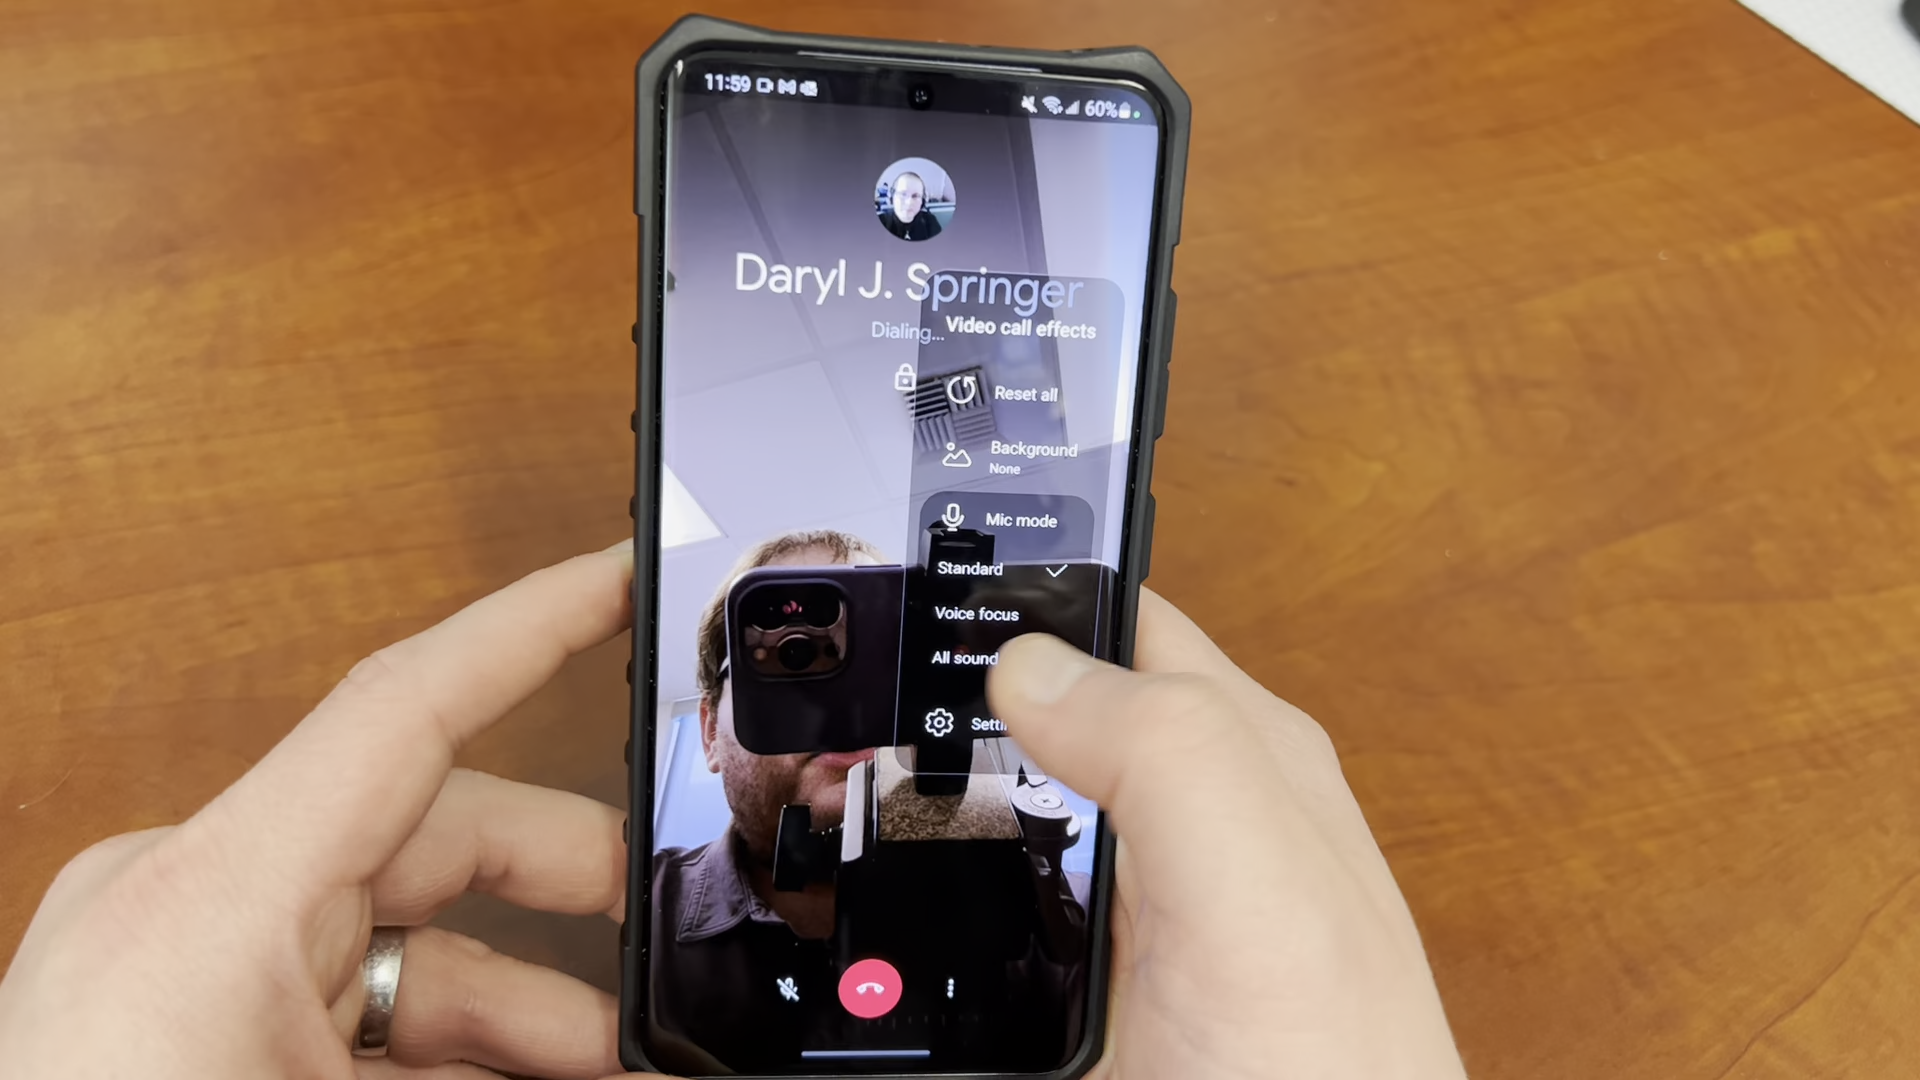 11:59
60%
Daryl J. Springer
Dialing...
Video call effects
Reset all
Background
None
Mic mode
Standard
Voice focus
All sound